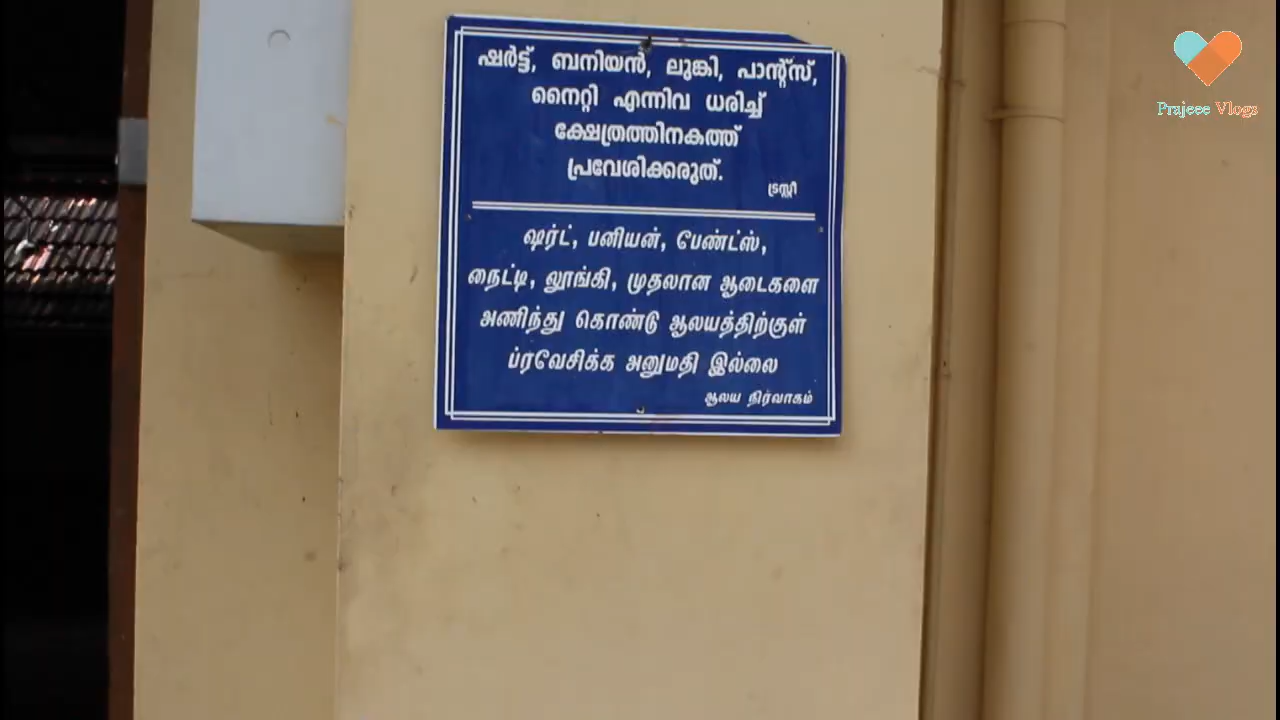 ഷർട്ട്, ബനിയൻ, ലുങ്കി, പാന്റ്സ്,
നൈറ്റി എന്നിവ ധരിച്ച്
ക്ഷേത്രത്തിനകത്ത്
പ്രവേശിക്കരുത്.
ട്രസ്റ്റീ
ஷர்ட், பனியன், பேண்ட்ஸ்,
நைட்டி, லூங்கி, முதலான ஆடைகளை
அணிந்து கொண்டு ஆலயத்திற்குள்
ப்ரவேசிக்க அனுமதி இல்லை
ஆலய நிர்வாகம்
Prajeee Vlogs